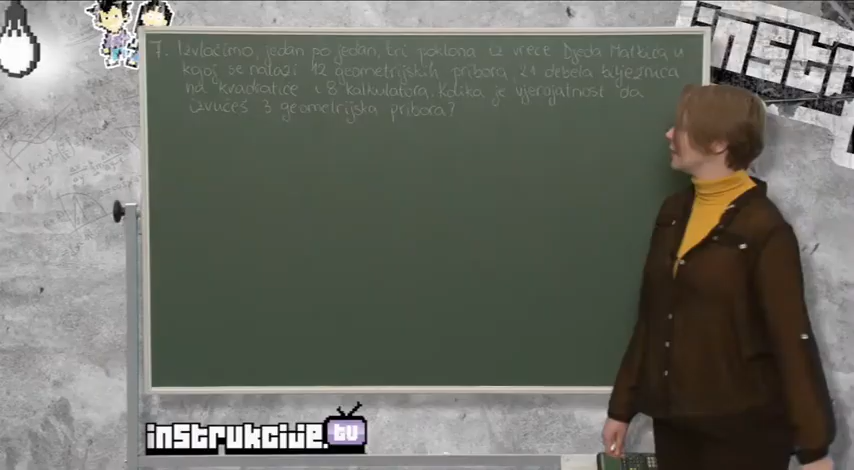 7. Izvlačimo, jedan po jedan, tri poklona iz vreće Djeda Matkića u
kojoj se nalazi 12 geometrijskih pribora, 21 debela bilježnica
na kvadratiće i 8 kalkulatora. Kolika je vjerojatnost da
izvučeš 3 geometrijska pribora?
INSTRUKCIJE.tv